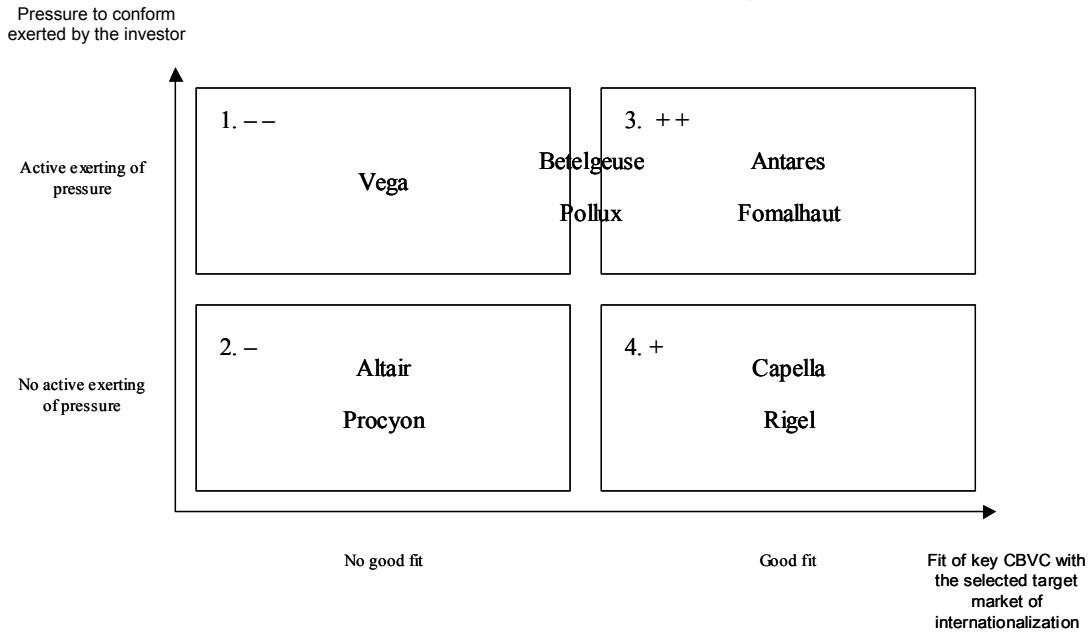 Pressure to conform
exerted by the investor
1. – –
3. + +
Active exerting of
pressure
Vega
Betelgeuse
Pollux
Antares
Fomalhaut
2. –
4. +
No active exerting
of pressure
Altair
Procyon
Capella
Rigel
No good fit
Good fit
Fit of key CBVC with
the selected target
market of
internationalization